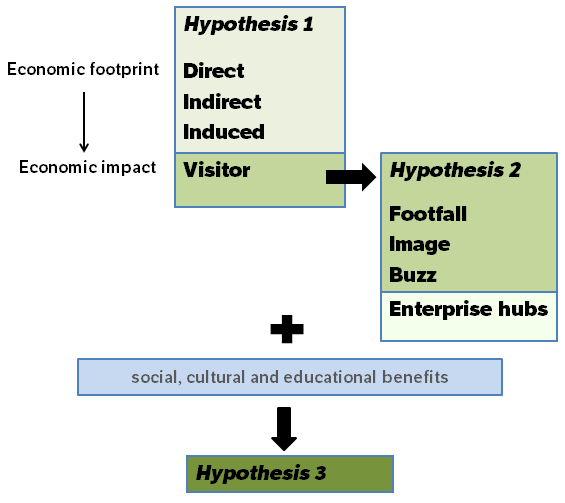 Hypothesis 1
Economic footprint
Direct
Indirect
Induced
Economic impact
Visitor
Hypothesis 2
Footfall
Image
Buzz
Enterprise hubs
social, cultural and educational benefits
Hypothesis 3